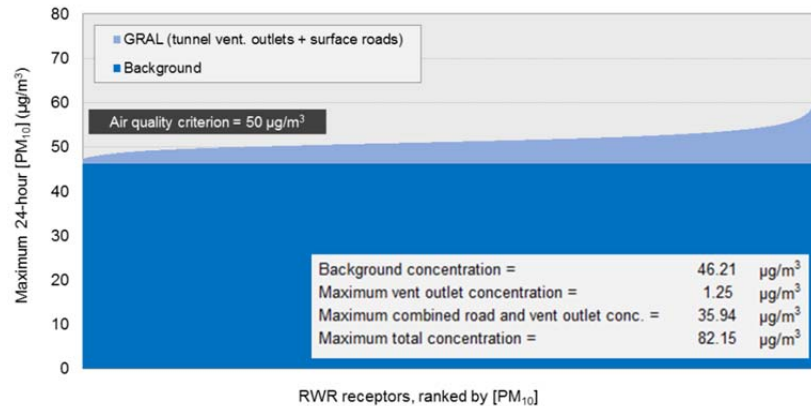 80
70
60
50
40
30
20
10
0
Maximum 24-hour [PM₁₀] (µg/m³)
GRAL (tunnel vent. outlets + surface roads)
Background
Air quality criterion = 50 µg/m³
Background concentration = 46.21 µg/m³
Maximum vent outlet concentration = 1.25 µg/m³
Maximum combined road and vent outlet conc. = 35.94 µg/m³
Maximum total concentration = 82.15 µg/m³
RWR receptors, ranked by [PM₁₀]